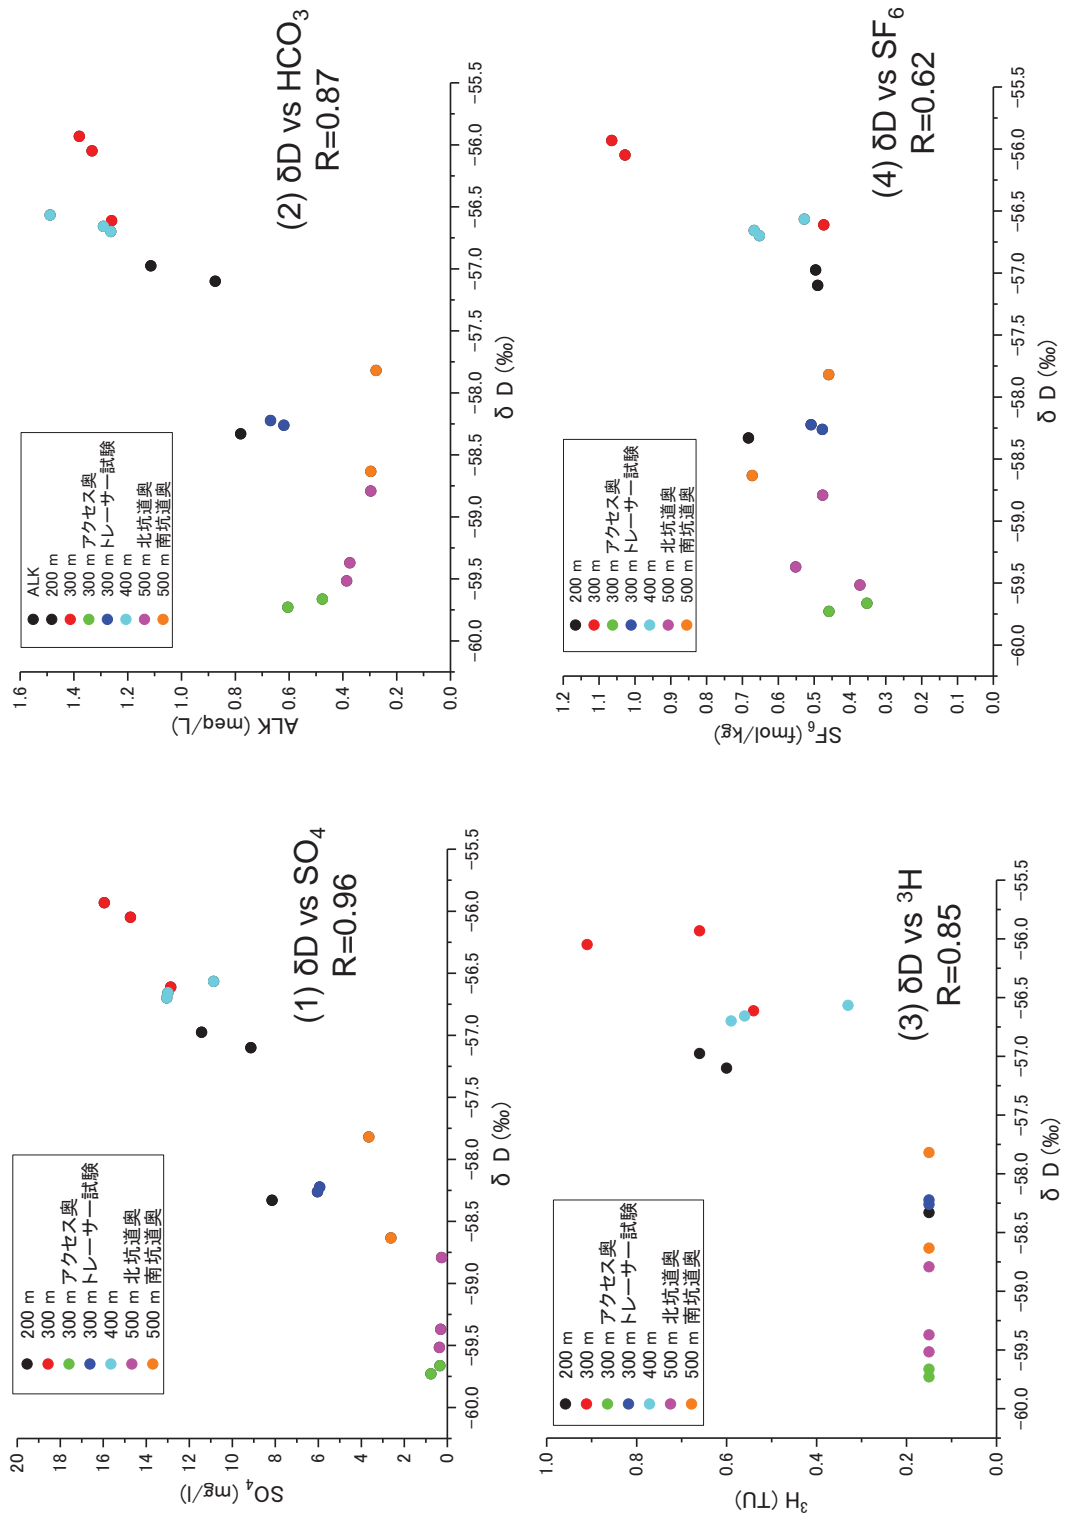 20
18
16
14
12
10
8
6
4
2
0
SO₄ (mg/l)
200 m
300 m
300 m アクセス奥
300 m トレーサー試験
400 m
500 m 北坑道奥
500 m 南坑道奥
(1) δD vs SO₄
R=0.96
−60.0 −59.5 −59.0 −58.5 −58.0 −57.5 −57.0 −56.5 −56.0 −55.5
δ D (‰)
1.6
1.4
1.2
1.0
0.8
0.6
0.4
0.2
0.0
ALK (meq/L)
ALK
200 m
300 m
300 m アクセス奥
300 m トレーサー試験
400 m
500 m 北坑道奥
500 m 南坑道奥
(2) δD vs HCO₃
R=0.87
−60.0 −59.5 −59.0 −58.5 −58.0 −57.5 −57.0 −56.5 −56.0 −55.5
δ D (‰)
1.0
0.8
0.6
0.4
0.2
0.0
³H (TU)
200 m
300 m
300 m アクセス奥
300 m トレーサー試験
400 m
500 m 北坑道奥
500 m 南坑道奥
(3) δD vs ³H
R=0.85
−60.0 −59.5 −59.0 −58.5 −58.0 −57.5 −57.0 −56.5 −56.0 −55.5
δ D (‰)
1.2
1.1
1.0
0.9
0.8
0.7
0.6
0.5
0.4
0.3
0.2
0.1
0.0
SF₆ (fmol/kg)
200 m
300 m
300 m アクセス奥
300 m トレーサー試験
400 m
500 m 北坑道奥
500 m 南坑道奥
(4) δD vs SF₆
R=0.62
−60.0 −59.5 −59.0 −58.5 −58.0 −57.5 −57.0 −56.5 −56.0 −55.5
δ D (‰)